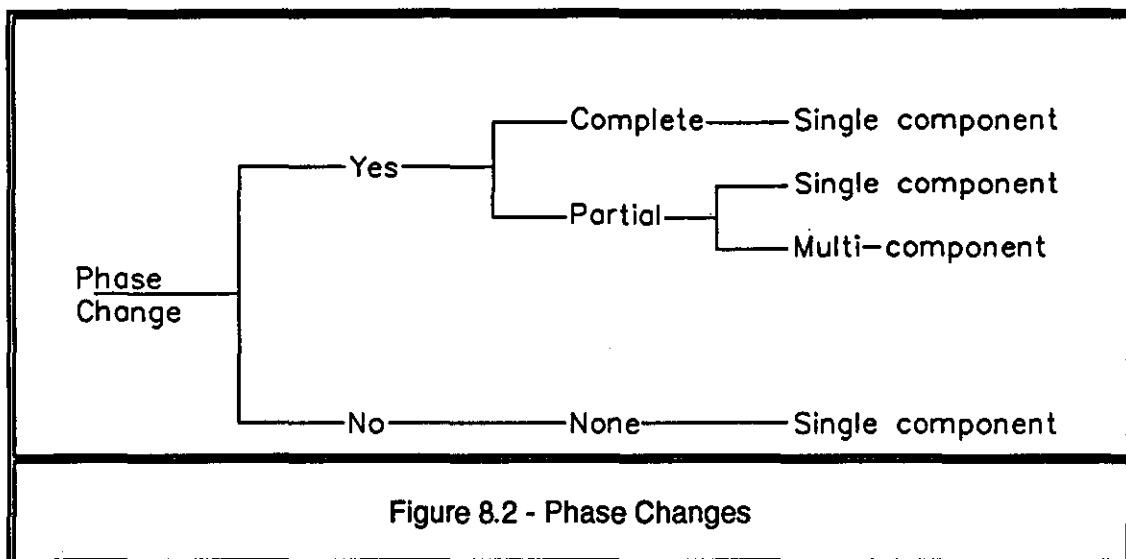 Complete Single component
Yes Single component
Partial
Multi-component
Phase
Change
No None Single component
Figure 8.2 - Phase Changes